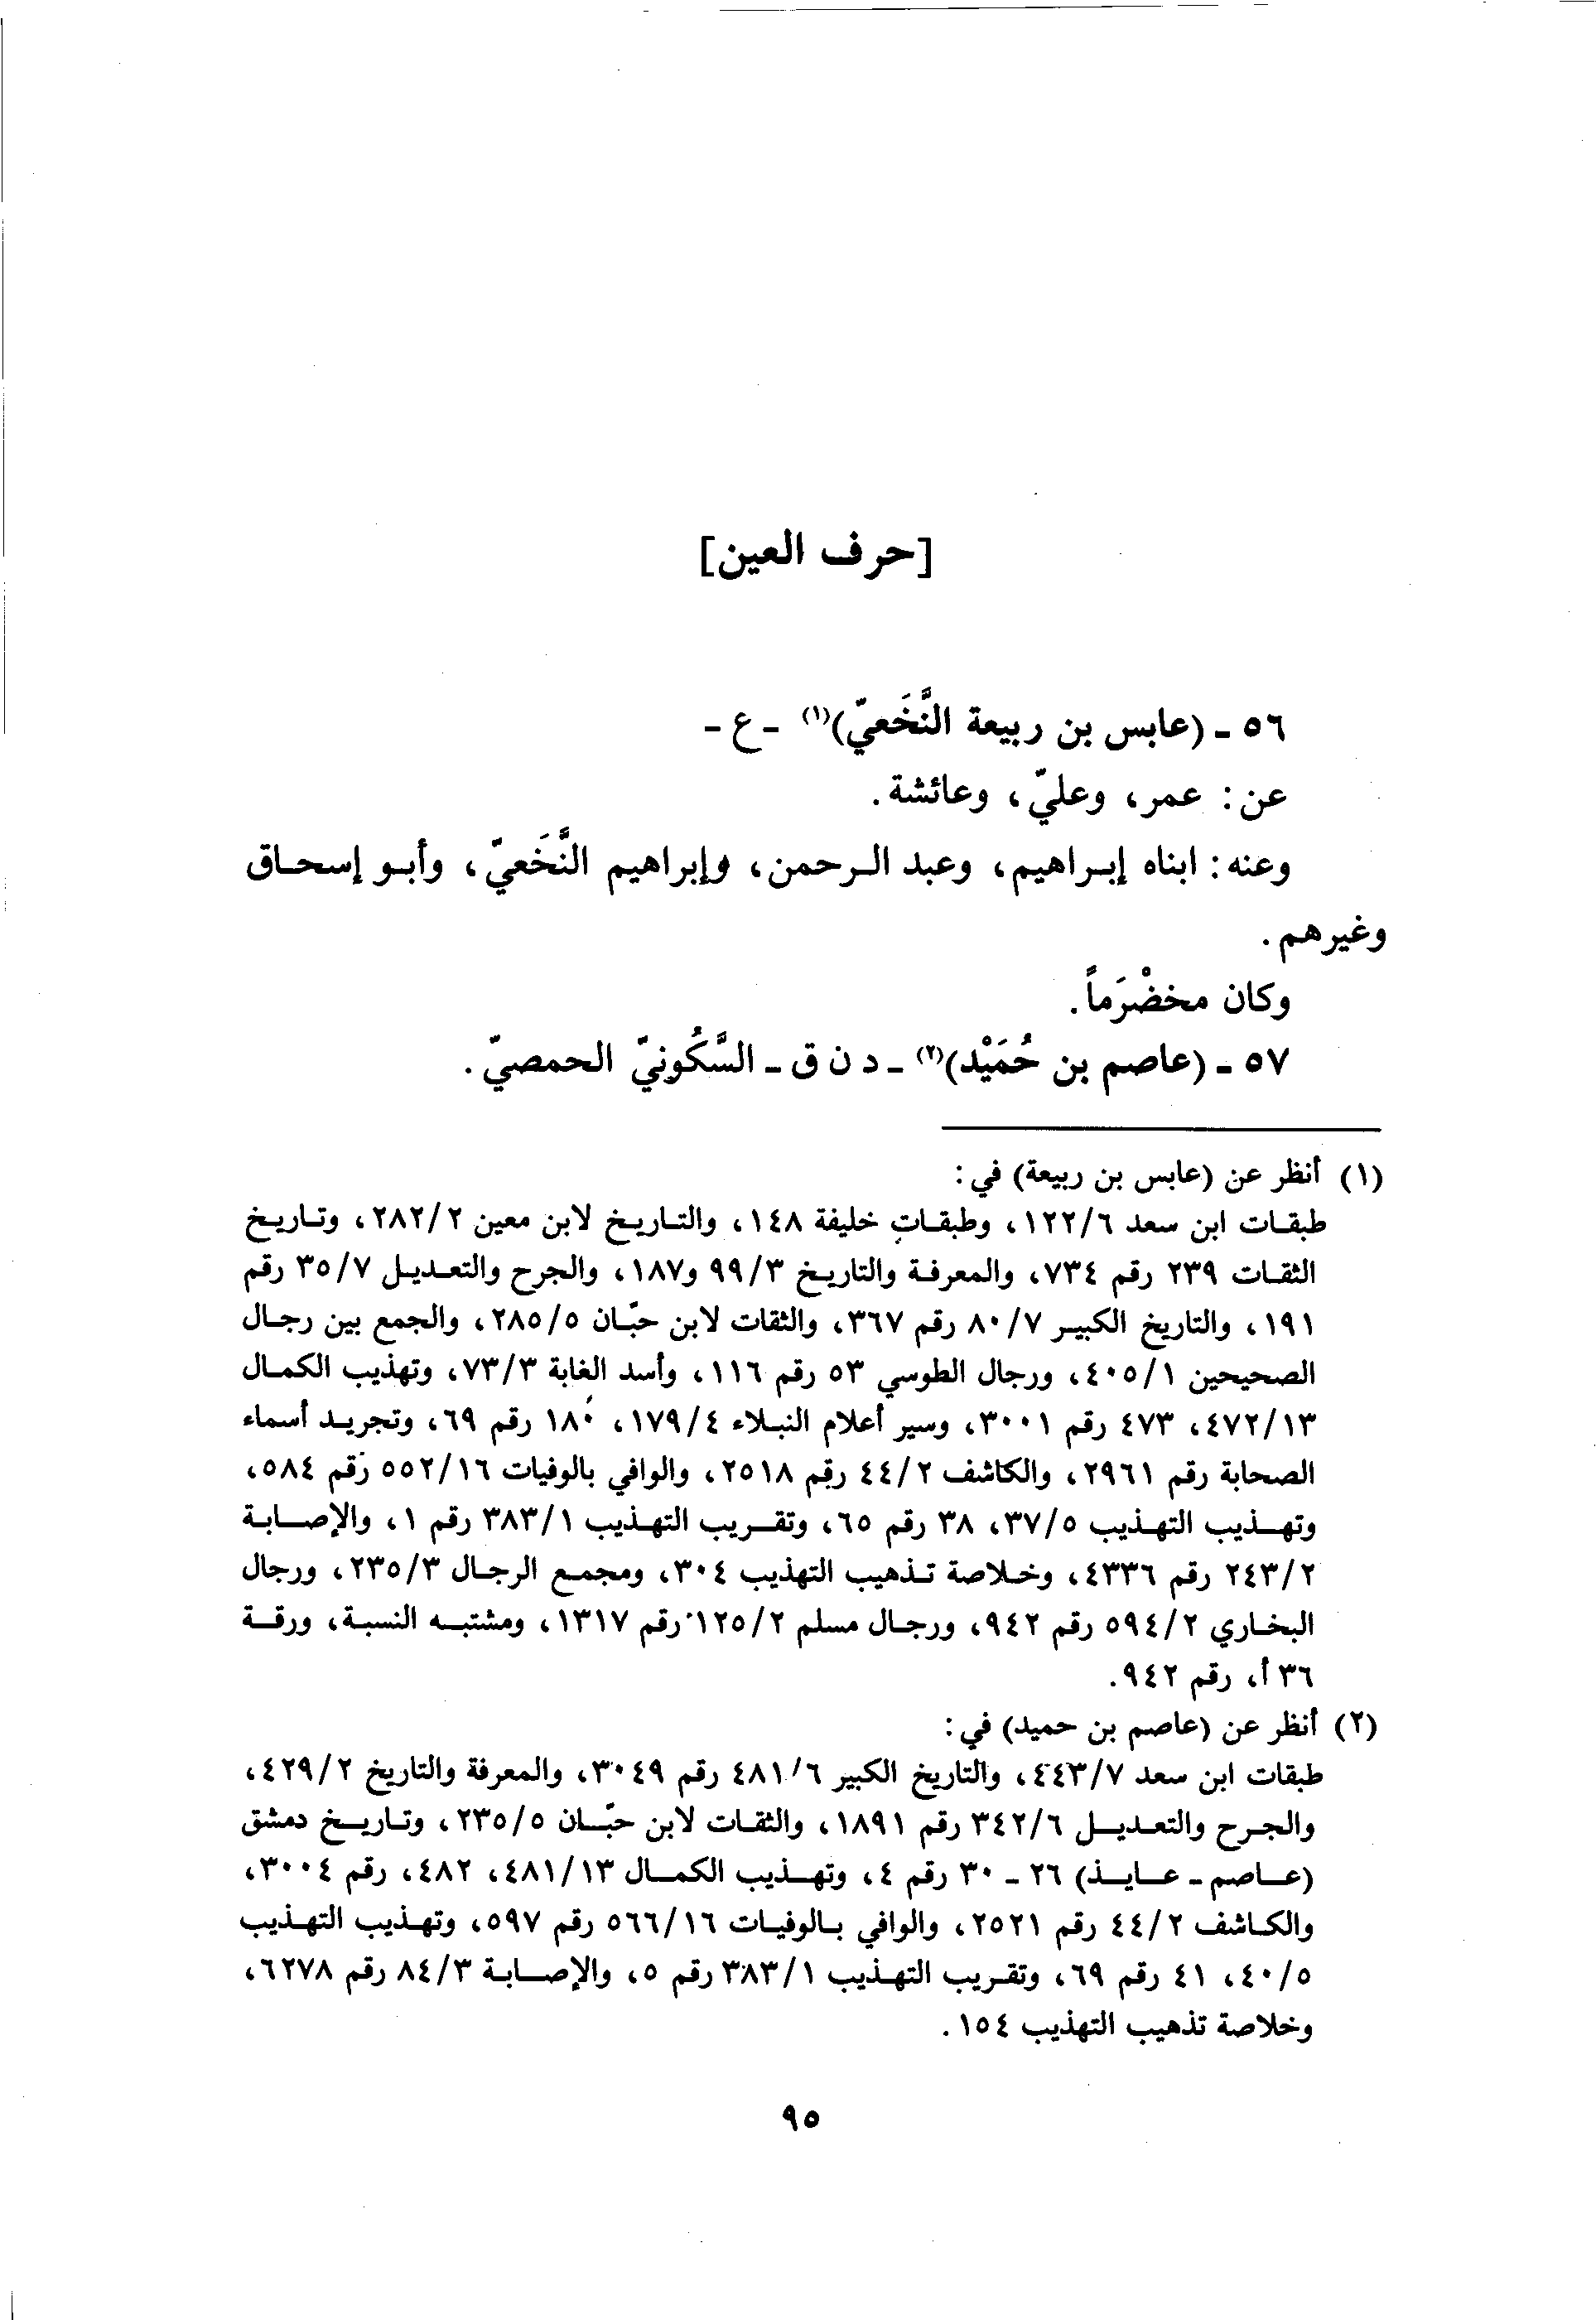 [حرف العين]
٥٦ - (عابس بن ربيعة النَّخَعيّ)(١) - ع -
عن: عمر، وعليّ، وعائشة.
وعنه: ابناه إبراهيم، وعبد الرحمن، وإبراهيم النَّخَعيّ، وأبو إسحاق
وغيرهم.
وكان مخضْرَماً.
٥٧ - (عاصم بن حُمَيْد)(٢) - د ن ق - السَّكُونيّ الحمصيّ.
(١) أنظر عن (عابس بن ربيعة) في:
طبقات ابن سعد ١٢٢/٦، وطبقات خليفة ١٤٨، والتاريخ لابن معين ٢٨٢/٢، وتاريخ
الثقات ٢٣٩ رقم ٧٣٤، والمعرفة والتاريخ ٩٩/٣ و١٨٧، والجرح والتعديل ٣٥/٧ رقم
١٩١، والتاريخ الكبير ٨٠/٧ رقم ٣٦٧، والثقات لابن حبّان ٢٨٥/٥، والجمع بين رجال
الصحيحين ٤٠٥/١، ورجال الطوسي ٥٣ رقم ١١٦، وأسد الغابة ٧٣/٣، وتهذيب الكمال
٤٧٢/١٣، ٤٧٣ رقم ٣٠٠١، وسير أعلام النبلاء ١٧٩/٤، ١٨٠ رقم ٦٩، وتجريد أسماء
الصحابة رقم ٢٩٦١، والكاشف ٤٤/٢ رقم ٢٥١٨، والوافي بالوفيات ٥٥٢/١٦ رقم ٥٨٤،
وتهذيب التهذيب ٣٧/٥، ٣٨ رقم ٦٥، وتقريب التهذيب ٣٨٣/١ رقم ١، والإصابة
٢٤٣/٢ رقم ٤٣٣٦، وخلاصة تذهيب التهذيب ٣٠٤، ومجمع الرجال ٢٣٥/٣، ورجال
البخاري ٥٩٤/٢ رقم ٩٤٢، ورجال مسلم ١٢٥/٢ رقم ١٣١٧، ومشتبه النسبة، ورقة
٣٦ أ، رقم ٩٤٢.
(٢) أنظر عن (عاصم بن حميد) في:
طبقات ابن سعد ٤٤٣/٧، والتاريخ الكبير ٤٨١/٦ رقم ٣٠٤٩، والمعرفة والتاريخ ٤٢٩/٢،
والجرح والتعديل ٣٤٢/٦ رقم ١٨٩١، والثقات لابن حبّان ٢٣٥/٥، وتاريخ دمشق
(عاصم - عايذ) ٢٦ - ٣٠ رقم ٤، وتهذيب الكمال ٤٨١/١٣، ٤٨٢، رقم ٣٠٠٤،
والكاشف ٤٤/٢ رقم ٢٥٢١، والوافي بالوفيات ٥٦٦/١٦ رقم ٥٩٧، وتهذيب التهذيب
٤٠/٥، ٤١ رقم ٦٩، وتقريب التهذيب ٣٨٣/١ رقم ٥، والإصابة ٨٤/٣ رقم ٦٢٧٨،
وخلاصة تذهيب التهذيب ١٥٤.
٩٥